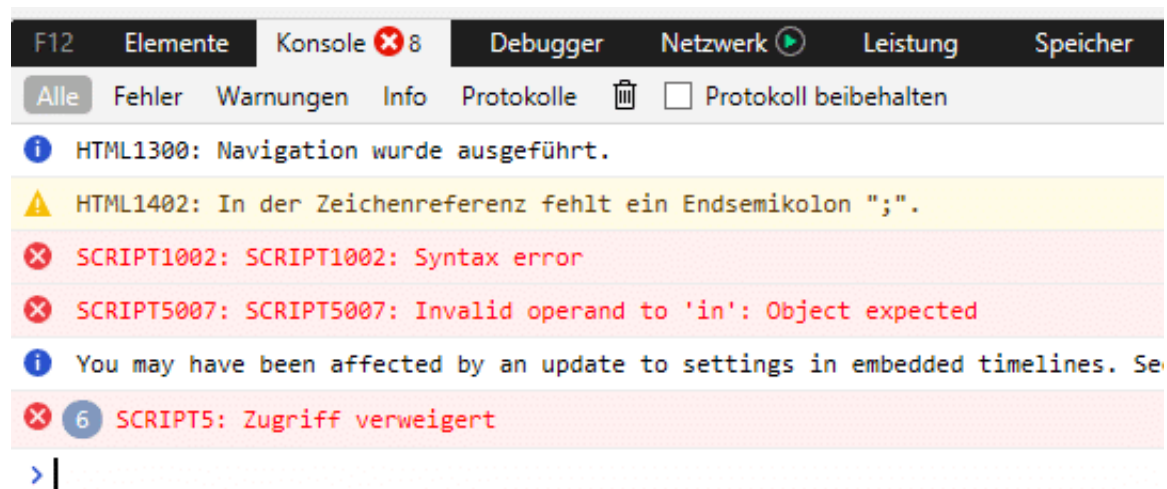 F12 Elemente Konsole 8 Debugger Netzwerk Leistung Speicher
Alle Fehler Warnungen Info Protokolle Protokoll beibehalten
HTML1300: Navigation wurde ausgeführt.
HTML1402: In der Zeichenreferenz fehlt ein Endsemikolon ";".
SCRIPT1002: SCRIPT1002: Syntax error
SCRIPT5007: SCRIPT5007: Invalid operand to 'in': Object expected
You may have been affected by an update to settings in embedded timelines.
6 SCRIPT5: Zugriff verweigert
>